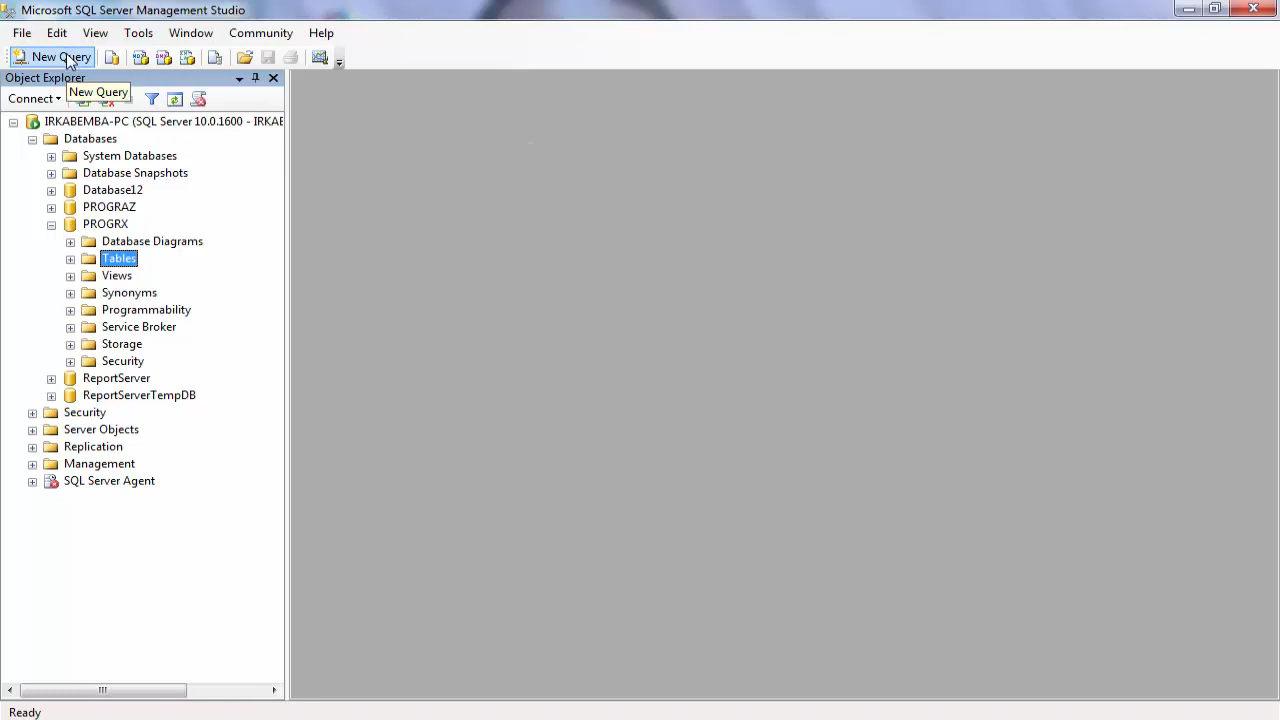 Microsoft SQL Server Management Studio
File Edit View Tools Window Community Help
New Query
Object Explorer
New Query
Connect
IRKABEMBA-PC (SQL Server 10.0.1600 - IRKAB
Databases
System Databases
Database Snapshots
Database12
PROGRAZ
PROGRX
Database Diagrams
Tables
Views
Synonyms
Programmability
Service Broker
Storage
Security
ReportServer
ReportServerTempDB
Security
Server Objects
Replication
Management
SQL Server Agent
Ready